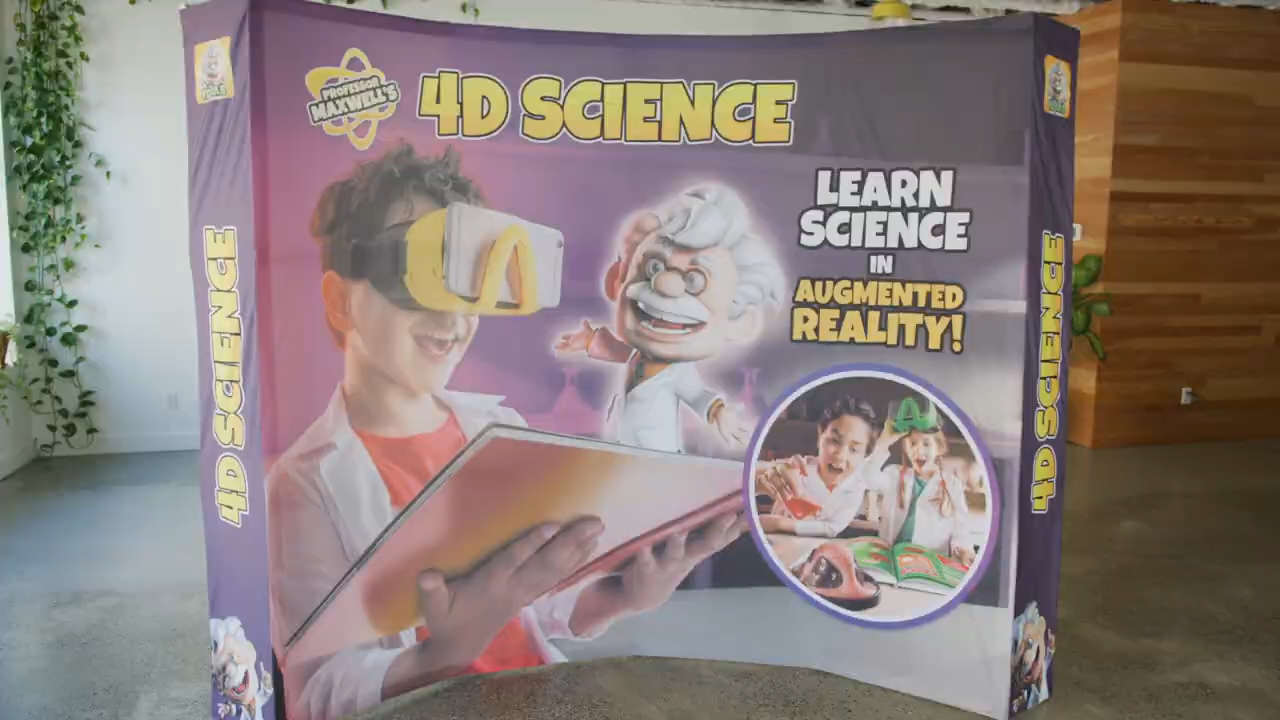 PROFESSOR
MAXWELL'S
4D SCIENCE
LEARN
SCIENCE
IN
AUGMENTED
REALITY!
4D SCIENCE
4D SCIENCE